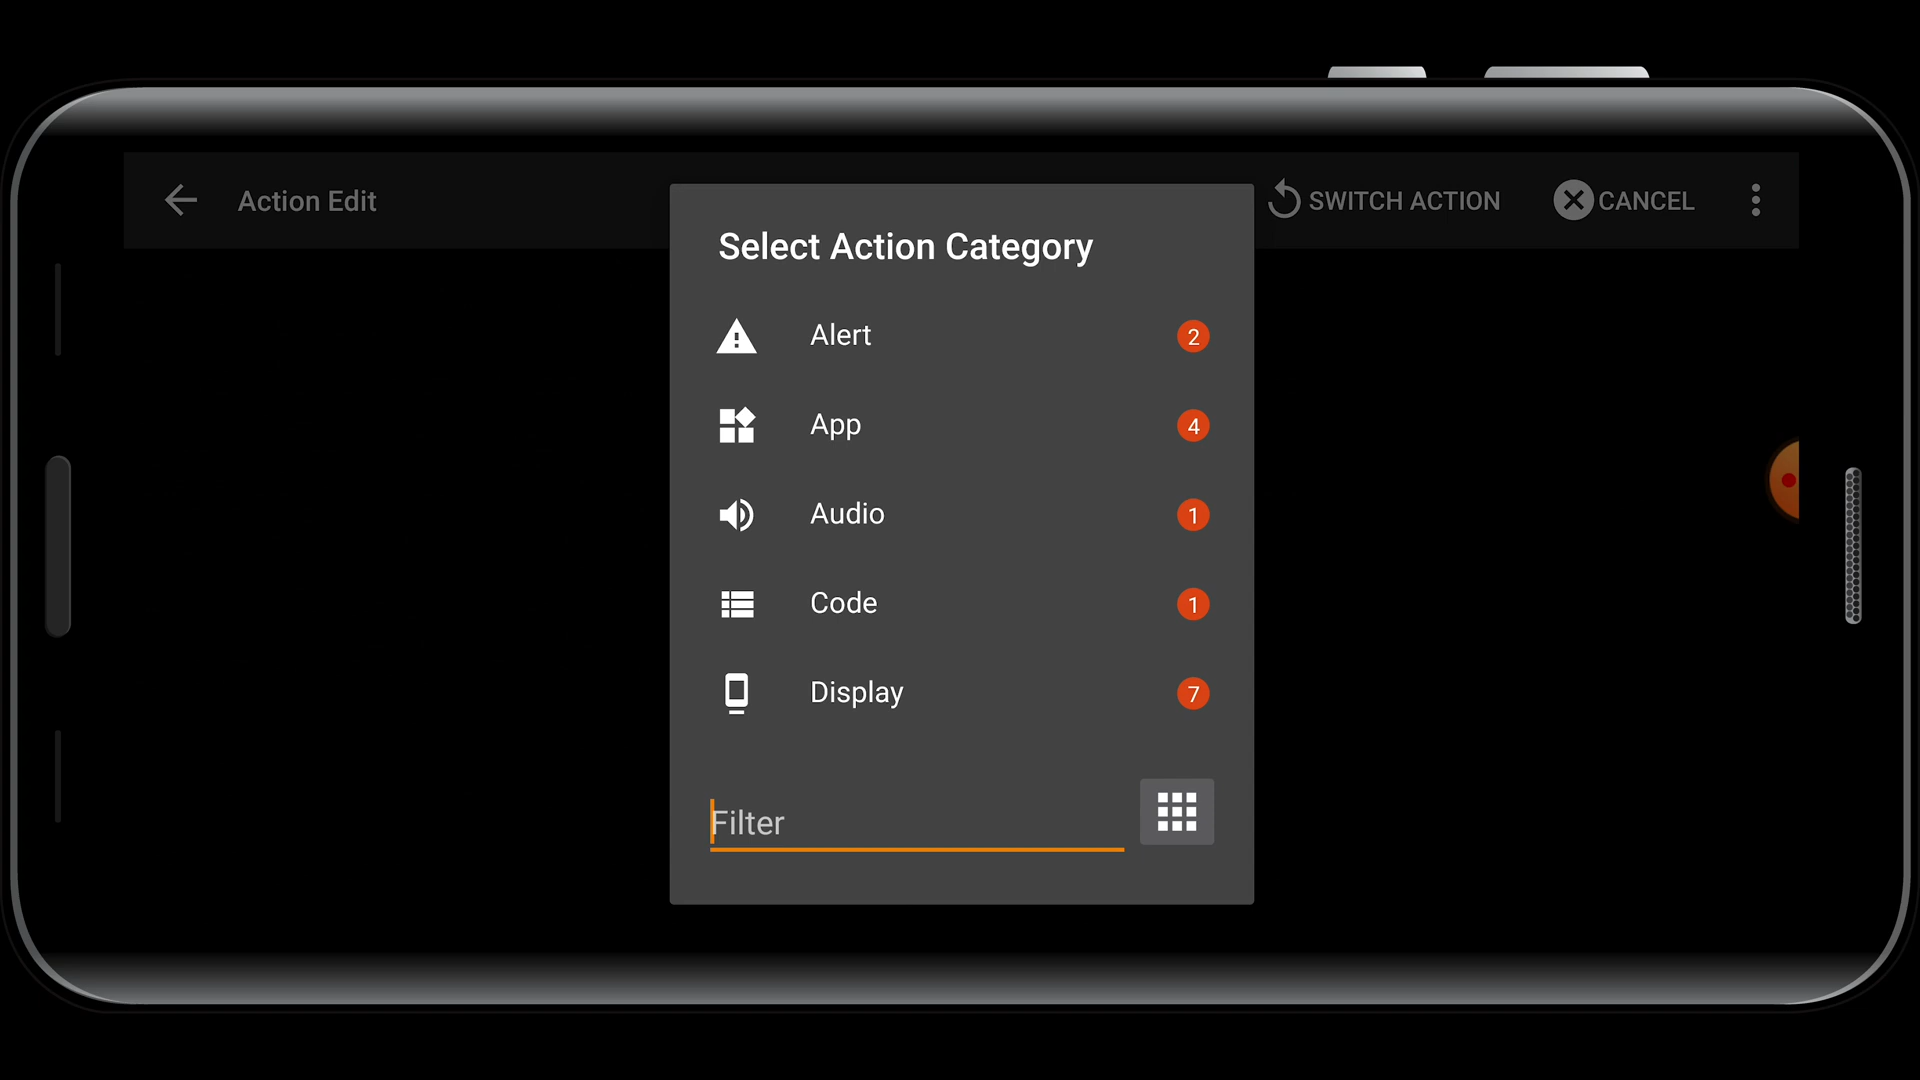 Action Edit
SWITCH ACTION
CANCEL
Select Action Category
Alert 2
App 4
Audio 1
Code 1
Display 7
Filter